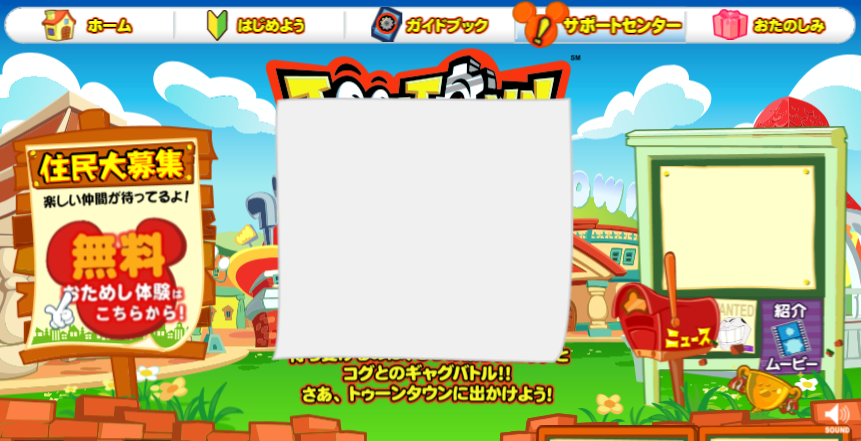 ホーム
はじめよう
ガイドブック
サポートセンター
おたのしみ
SM
住民大募集
楽しい仲間が待ってるよ!
無料
おためし体験は
こちらから!
OWN
WANTED
紹介
ムービー
ニュース
コグとのギャグバトル!!
さあ、トゥーンタウンに出かけよう!
SOUND